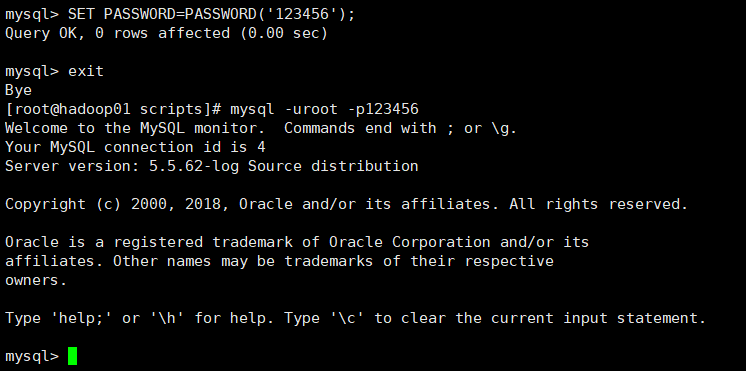 mysql> SET PASSWORD=PASSWORD('123456');
Query OK, 0 rows affected (0.00 sec)
mysql> exit
Bye
[root@hadoop01 scripts]# mysql -uroot -p123456
Welcome to the MySQL monitor.  Commands end with ; or \g.
Your MySQL connection id is 4
Server version: 5.5.62-log Source distribution
Copyright (c) 2000, 2018, Oracle and/or its affiliates. All rights reserved.
Oracle is a registered trademark of Oracle Corporation and/or its
affiliates. Other names may be trademarks of their respective
owners.
Type 'help;' or '\h' for help. Type '\c' to clear the current input statement.
mysql>